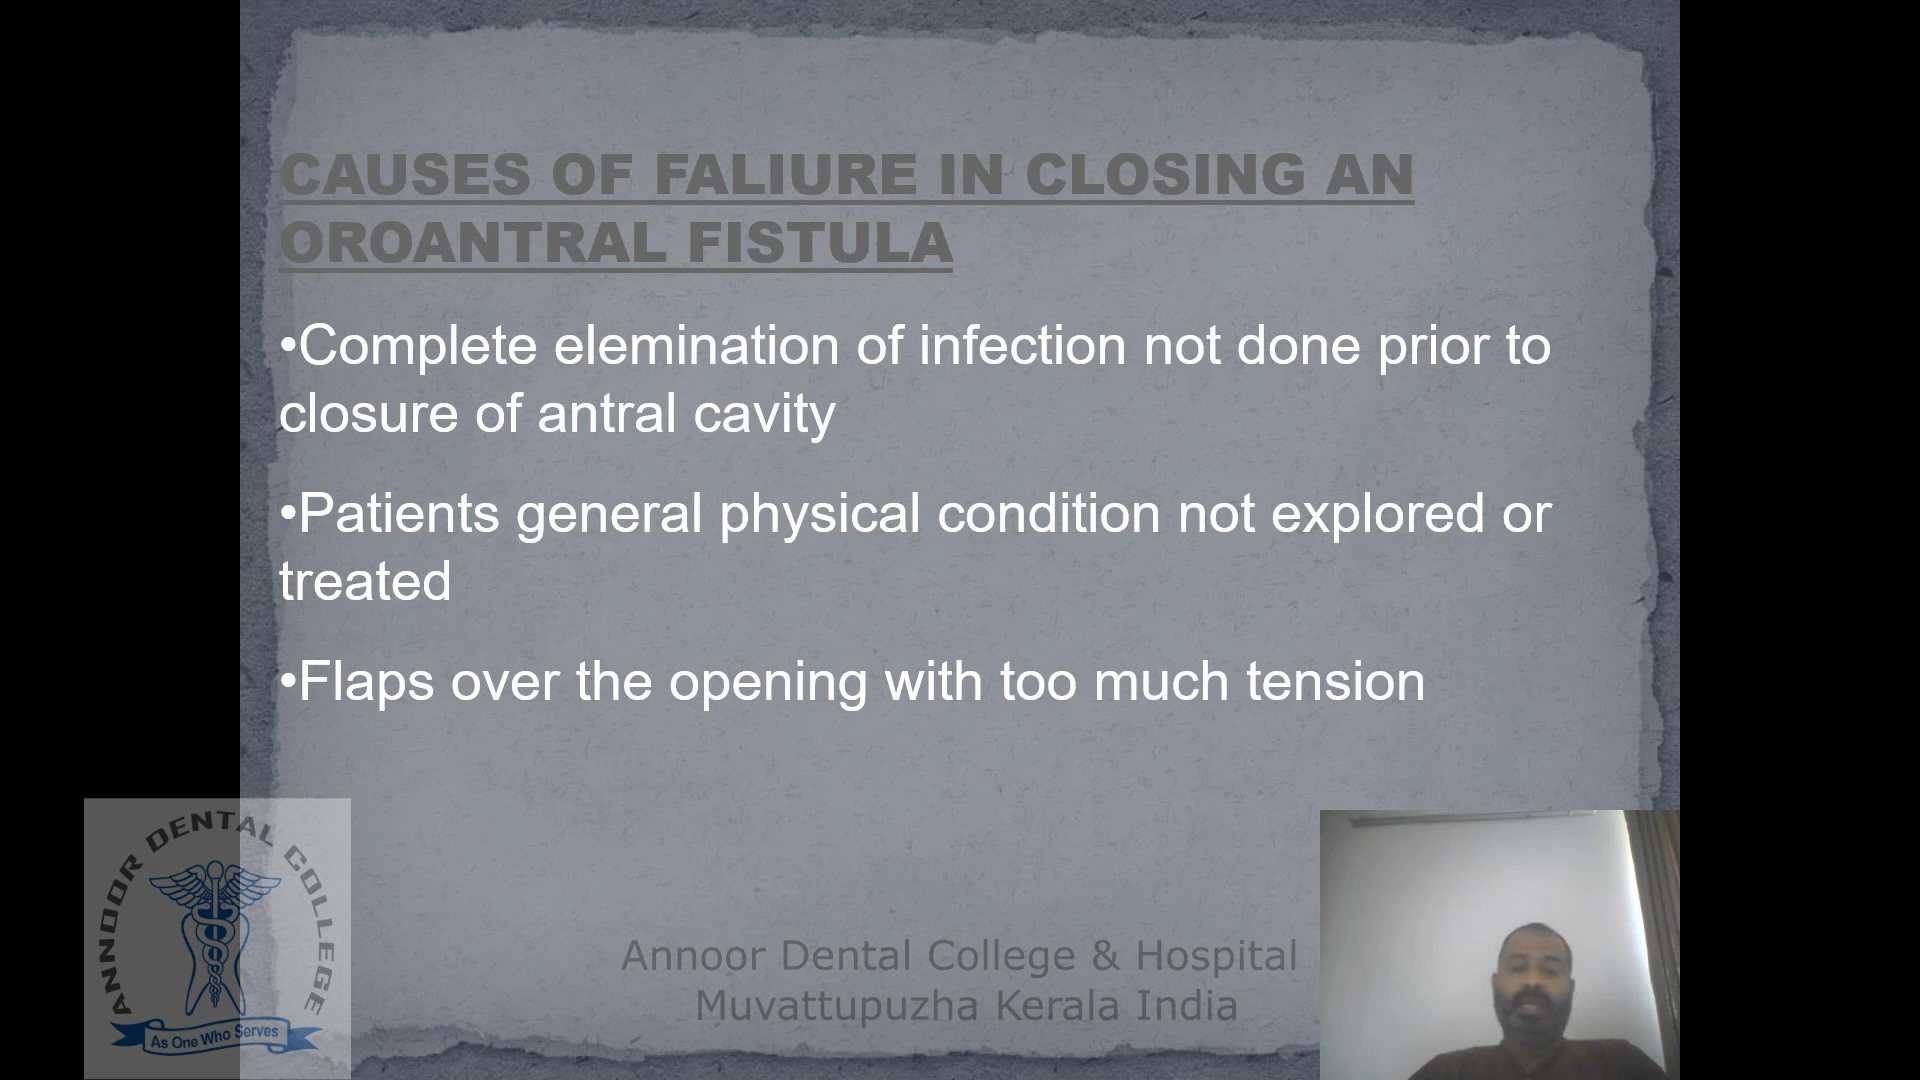 CAUSES OF FALIURE IN CLOSING AN
OROANTRAL FISTULA
•Complete elemination of infection not done prior to
closure of antral cavity
•Patients general physical condition not explored or
treated
•Flaps over the opening with too much tension
ANNOOR DENTAL COLLEGE
As One Who Serves
Annoor Dental College & Hospital
Muvattupuzha Kerala India